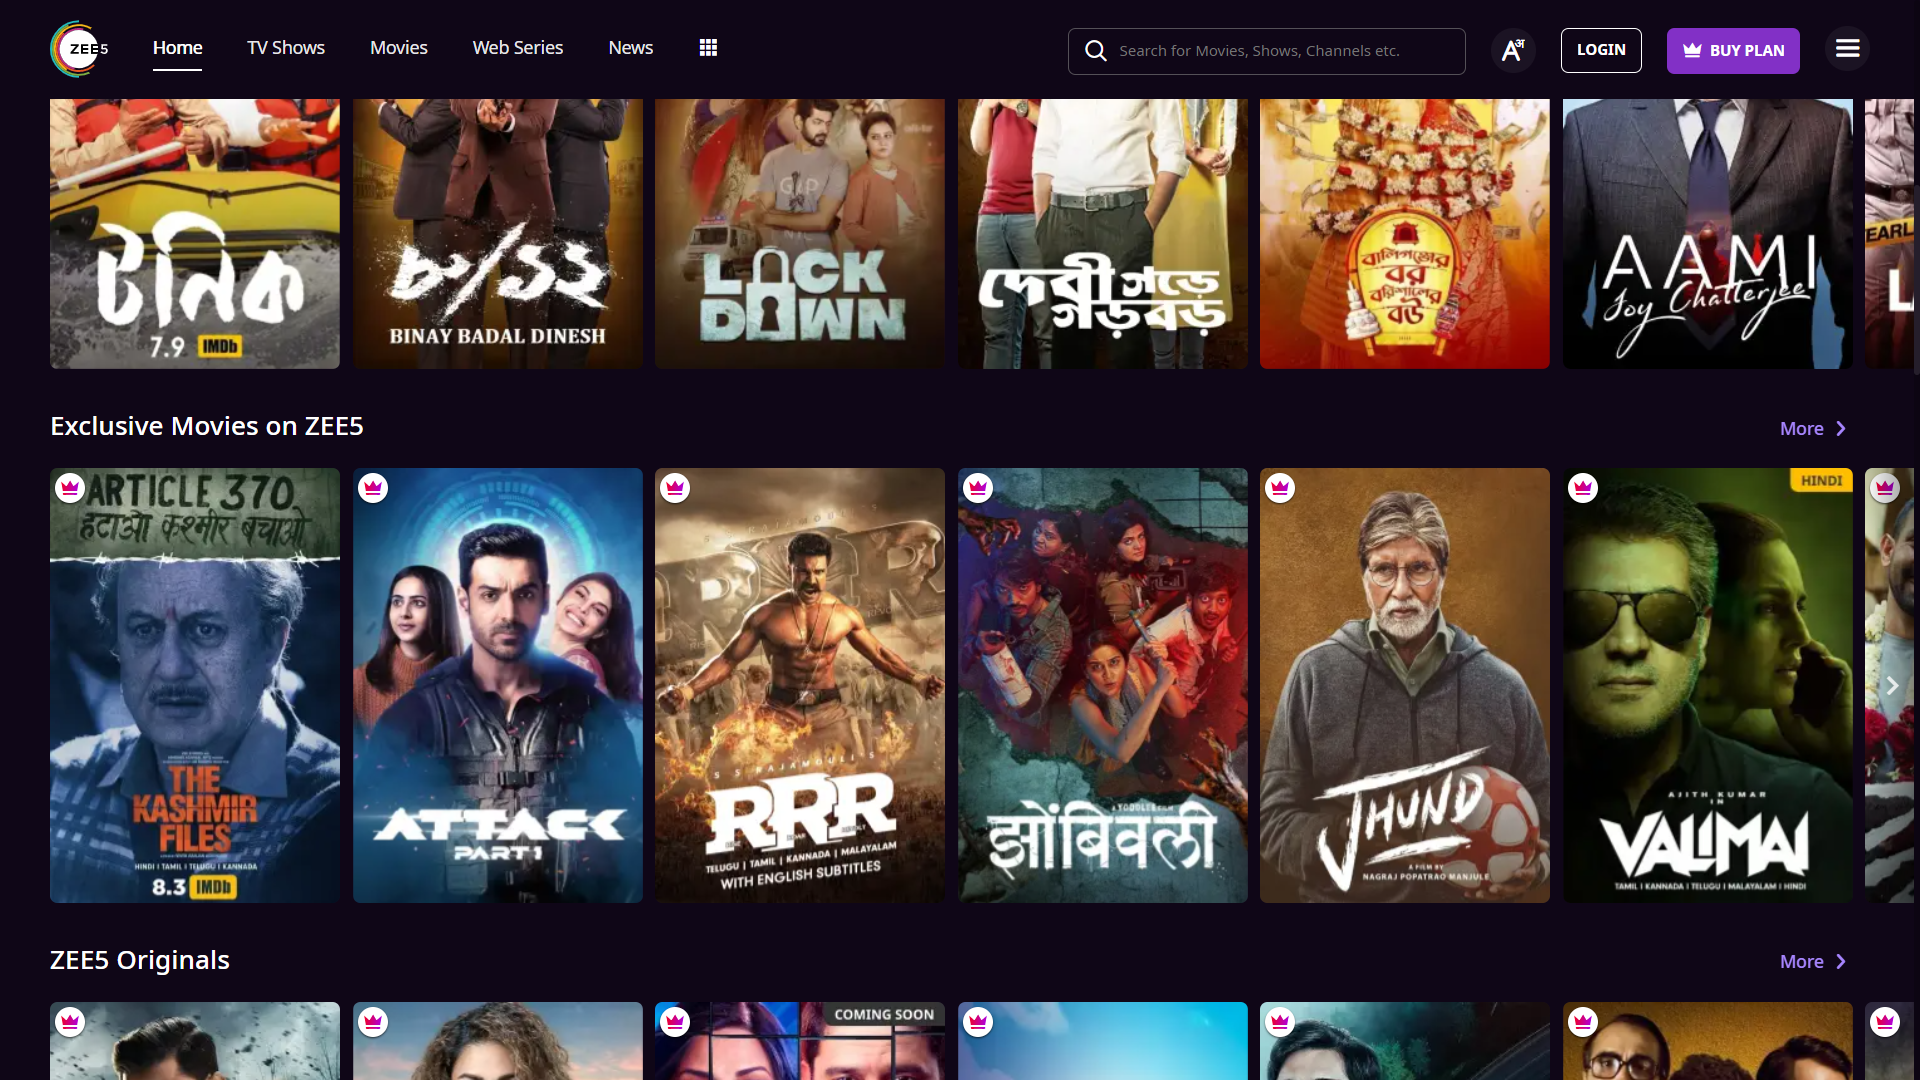 ZEE5
Home
TV Shows
Movies
Web Series
News
Search for Movies, Shows, Channels etc.
A अ
LOGIN
BUY PLAN
টনিক
7.9 IMDb
৮/১২
BINAY BADAL DINESH
LOCK
DOWN
দেবী গড়ে
গড়বড়
বালিগঞ্জের
বর
বরিশালের
বউ
AAMI
Joy Chatterjee
EARL
Exclusive Movies on ZEE5
More
ARTICLE 370
हटाओ कश्मीर बचाओ
THE
KASHMIR
FILES
HINDI | TAMIL | TELUGU | KANNADA
8.3 IMDb
ATTACK
PART 1
RRR
S S RAJAMOULI'S
RRR
TELUGU | TAMIL | KANNADA | MALAYALAM
WITH ENGLISH SUBTITLES
A YOODLEE FILM
झोंबिवली
JHUND
A FILM BY
NAGRAJ POPATRAO MANJULE
HINDI
AJITH KUMAR
IN
VALIMAI
TAMIL | KANNADA | TELUGU | MALAYALAM | HINDI
ZEE5 Originals
More
COMING SOON